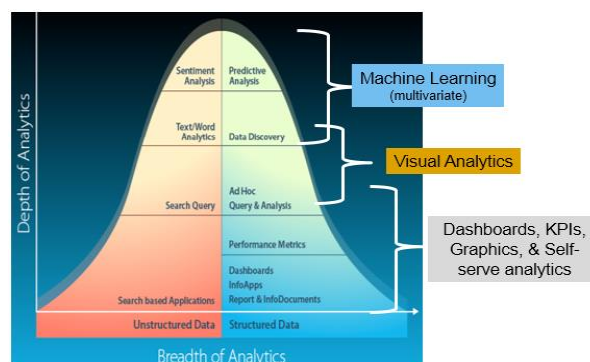 Depth of Analytics
Sentiment
Analysis
Predictive
Analysis
Text/Word
Analytics
Data Discovery
Search Query
Ad Hoc
Query & Analysis
Performance Metrics
Search based Applications
Dashboards
InfoApps
Report & InfoDocuments
Unstructured Data
Structured Data
Breadth of Analytics
Machine Learning
(multivariate)
Visual Analytics
Dashboards, KPIs,
Graphics, & Self-
serve analytics